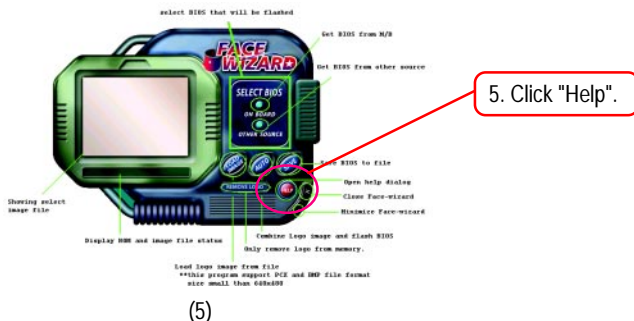 select BIOS that will be flashed
Get BIOS from M/B
FACE
WIZARD
Get BIOS from other source
SELECT BIOS
ON BOARD
OTHER SOURCE
5. Click "Help".
AUTO
Save BIOS to file
REMOVE LOGO
HELP
Open help dialog
Close Face-wizard
Minimize Face-wizard
Showing select
image file
Display ROM and image file status
Combine Logo image and flash BIOS
Only remove logo from memory.
Load logo image from file
**this program support PCX and BMP file format
size small than 640x480
(5)